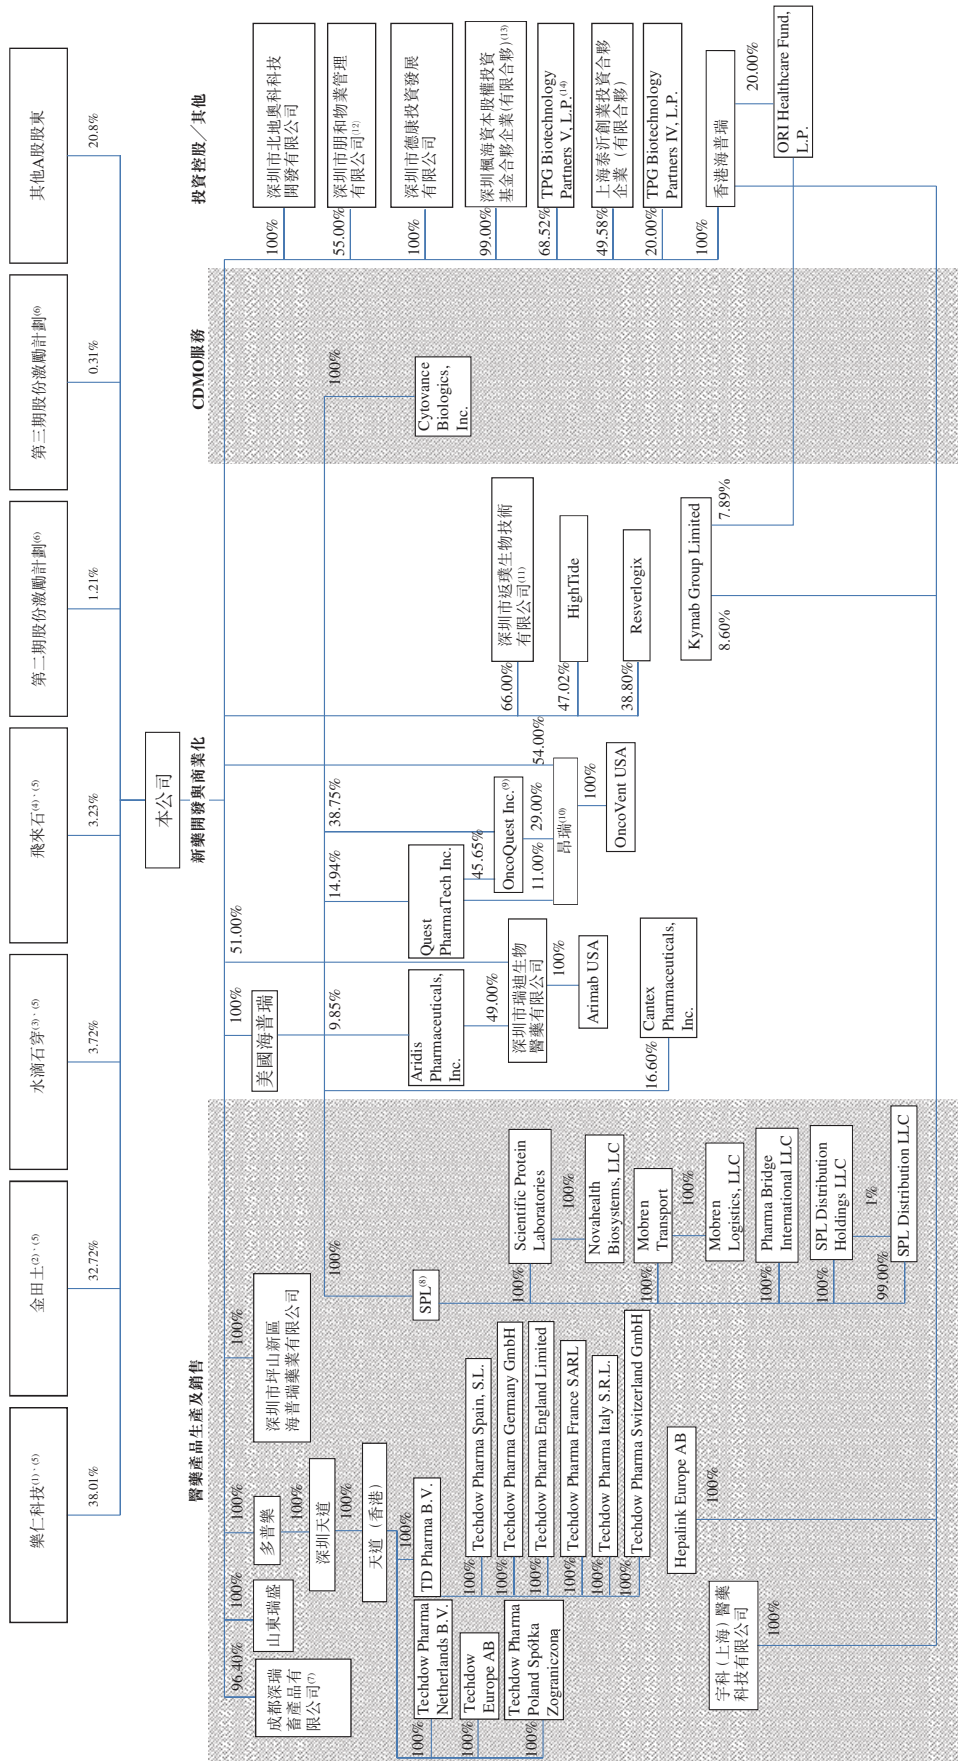 樂仁科技(1)、(5)
金田土(2)、(5)
水滴石穿(3)、(5)
飛來石(4)、(5)
第二期股份激勵計劃(6)
第三期股份激勵計劃(6)
其他A股股東
38.01%
32.72%
3.72%
3.23%
1.21%
0.31%
20.8%
本公司
醫藥產品生產及銷售
新藥開發與商業化
CDMO服務
投資控股／其他
96.40%
100%
100%
100%
100%
51.00%
成都深瑞
畜產品有
限公司(7)
山東瑞盛
多普樂
深圳市坪山新區
海普瑞藥業有限公司
美國海普瑞
100%
深圳天道
100%
天道（香港）
100%
TD Pharma B.V.
100%
Techdow Pharma
Netherlands B.V.
100%
Techdow
Europe AB
100%
Techdow Pharma
Poland Spółka
Zograniczoną
100%
Techdow Pharma Spain, S.L.
100%
Techdow Pharma Germany GmbH
100%
Techdow Pharma England Limited
100%
Techdow Pharma France SARL
100%
Techdow Pharma Italy S.R.L.
100%
Techdow Pharma Switzerland GmbH
100%
SPL(8)
100%
Scientific Protein
Laboratories
100%
Novahealth
Biosystems, LLC
100%
Mobren
Transport
100%
Mobren
Logistics, LLC
100%
Pharma Bridge
International LLC
100%
SPL Distribution
Holdings LLC
1%
99.00%
SPL Distribution LLC
Hepalink Europe AB
100%
宇科（上海）醫藥
科技有限公司
100%
9.85%
14.94%
38.75%
Aridis
Pharmaceuticals,
Inc.
49.00%
深圳市瑞迪生物
醫藥有限公司
100%
Arimab USA
16.60%
Cantex
Pharmaceuticals,
Inc.
Quest
PharmaTech Inc.
45.65%
OncoQuest Inc.(9)
11.00%
29.00%
54.00%
昂瑞(10)
100%
OncoVent USA
66.00%
深圳市返璞生物技術
有限公司(11)
47.02%
HighTide
38.80%
Resverlogix
Kymab Group Limited
8.60%
7.89%
100%
Cytovance
Biologics,
Inc.
100%
深圳市北地奧科科技
開發有限公司
55.00%
深圳市朋和物業管理
有限公司(12)
100%
深圳市德康投資發展
有限公司
99.00%
深圳楓海資本股權投資
基金合夥企業(有限合夥)(13)
68.52%
TPG Biotechnology
Partners V, L.P.(14)
49.58%
上海泰沂創業投資合夥
企業（有限合夥）
20.00%
TPG Biotechnology
Partners IV, L.P.
100%
香港海普瑞
20.00%
ORI Healthcare Fund,
L.P.